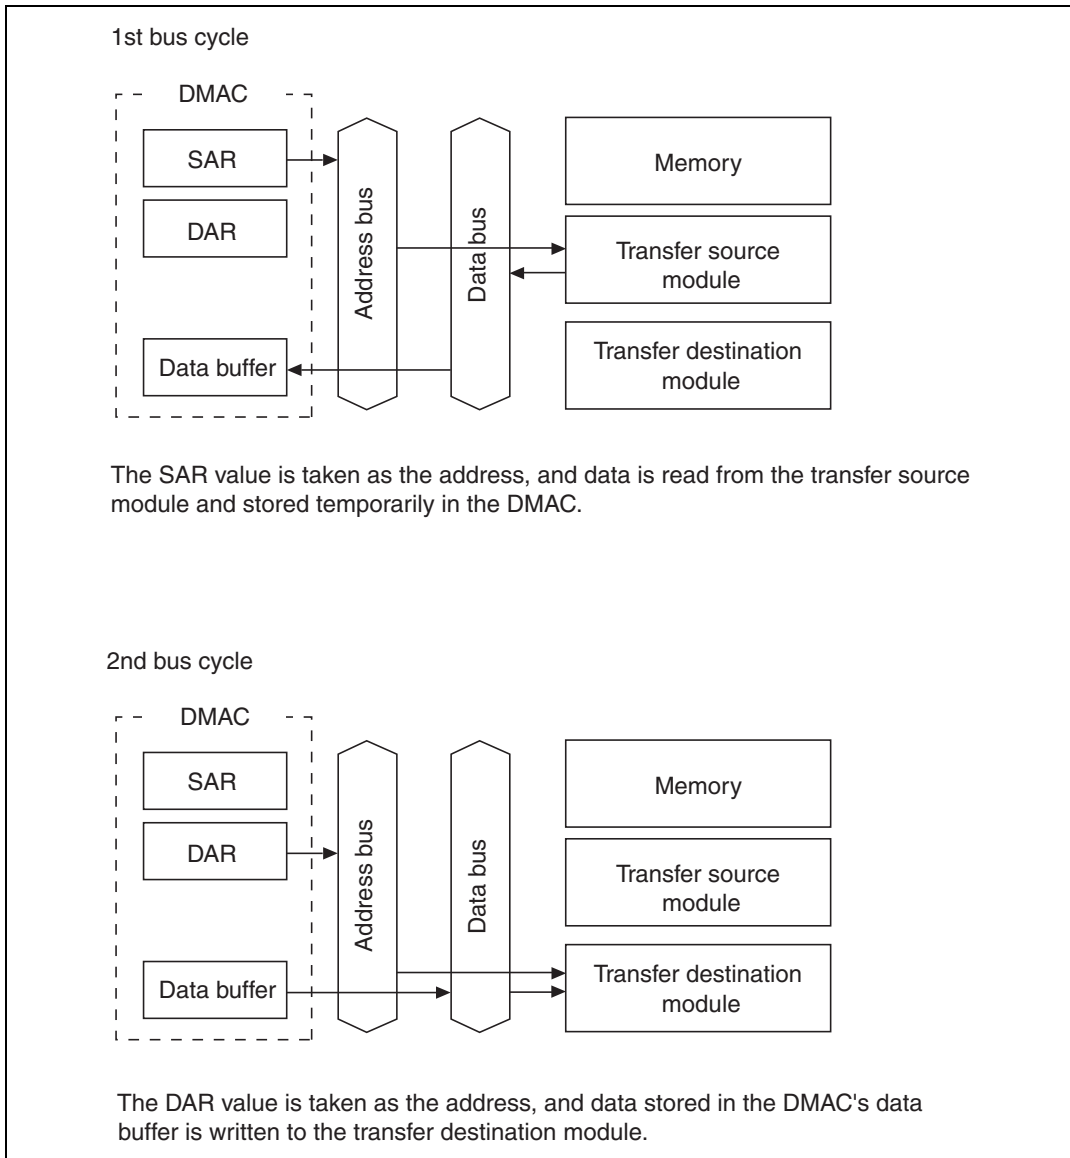 1st bus cycle
DMAC
SAR
DAR
Data buffer
Address bus
Data bus
Memory
Transfer source
module
Transfer destination
module
The SAR value is taken as the address, and data is read from the transfer source
module and stored temporarily in the DMAC.
2nd bus cycle
DMAC
SAR
DAR
Data buffer
Address bus
Data bus
Memory
Transfer source
module
Transfer destination
module
The DAR value is taken as the address, and data stored in the DMAC's data
buffer is written to the transfer destination module.